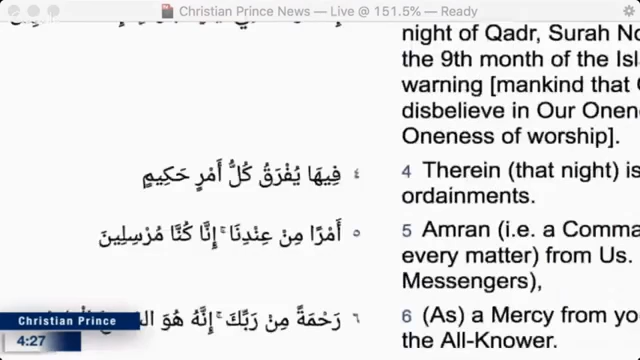 Christian Prince News — Live @ 151.5% — Ready
night of Qadr, Surah No
the 9th month of the Isl
warning [mankind that
disbelieve in Our Onen
Oneness of worship].
٤ فِيهَا يُفْرَقُ كُلُّ أَمْرٍ حَكِيمٍ
4 Therein (that night) is
ordainments.
٥ أَمْرًا مِنْ عِنْدِنَا ۚ إِنَّا كُنَّا مُرْسِلِينَ
5 Amran (i.e. a Comma
every matter) from Us.
Messengers),
٦ رَحْمَةً مِنْ رَبِّكَ ۚ إِنَّهُ هُوَ
6 (As) a Mercy from yo
the All-Knower.
Christian Prince
4:27